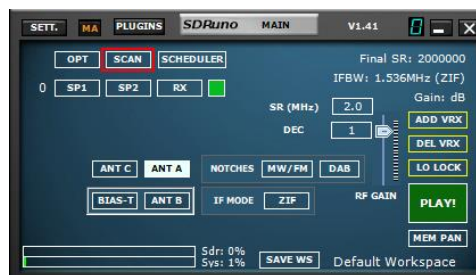 SETT. MA PLUGINS SDRuno MAIN V1.41
OPT SCAN SCHEDULER Final SR: 2000000
IFBW: 1.536MHz (ZIF)
0 SP1 SP2 RX Gain: dB
SR (MHz) 2.0 ADD VRX
DEC 1 DEL VRX
ANT C ANT A NOTCHES MW/FM DAB LO LOCK
BIAS-T ANT B IF MODE ZIF RF GAIN PLAY!
MEM PAN
Sdr: 0%
Sys: 1% SAVE WS Default Workspace